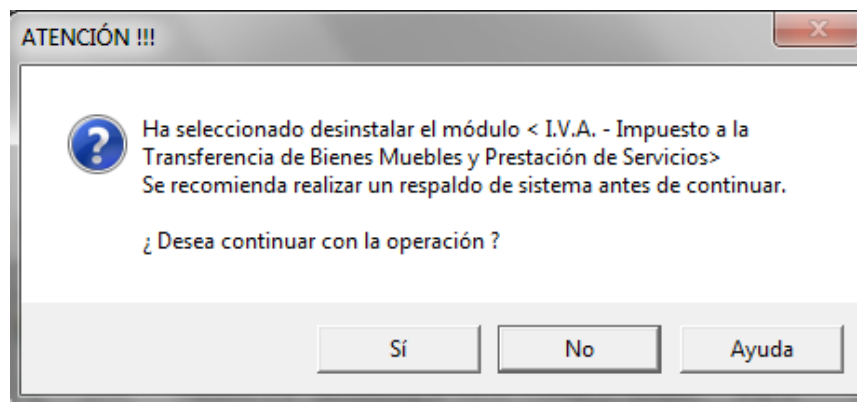 ATENCIÓN !!!
Ha seleccionado desinstalar el módulo < I.V.A. - Impuesto a la
Transferencia de Bienes Muebles y Prestación de Servicios>
Se recomienda realizar un respaldo de sistema antes de continuar.
¿ Desea continuar con la operación ?
Sí
No
Ayuda